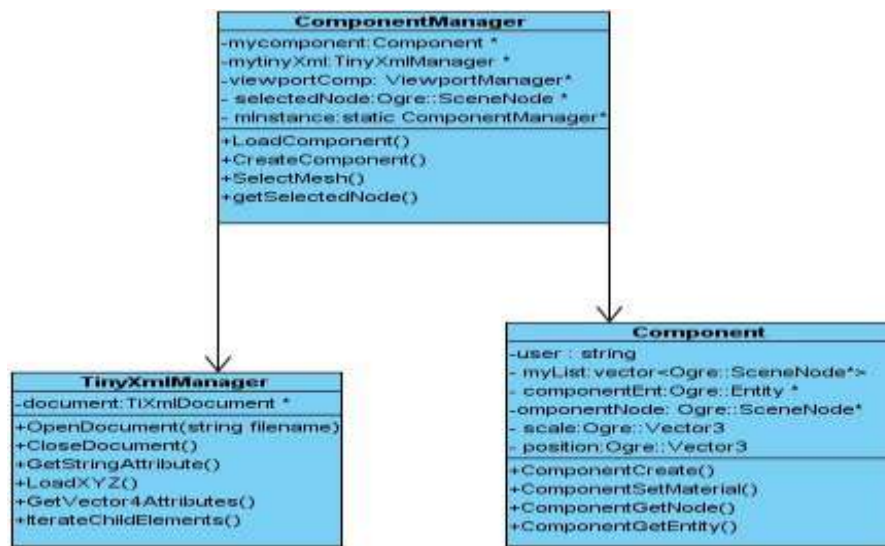 ComponentManager
-mycomponent:Component *
-mytinyXml:TinyXmlManager *
-viewportComp: ViewportManager*
- selectedNode:Ogre::SceneNode *
- mInstance:static ComponentManager*
+LoadComponent()
+CreateComponent()
+SelectMesh()
+getSelectedNode()
TinyXmlManager
-document:TiXmlDocument *
+OpenDocument(string filename)
+CloseDocument()
+GetStringAttribute()
+LoadXYZ()
+GetVector4Attributes()
+IterateChildElements()
Component
-user : string
- myList:vector<Ogre::SceneNode*>
- componentEnt:Ogre::Entity *
-omponentNode: Ogre::SceneNode*
- scale:Ogre::Vector3
- position:Ogre::Vector3
+ComponentCreate()
+ComponentSetMaterial()
+ComponentGetNode()
+ComponentGetEntity()